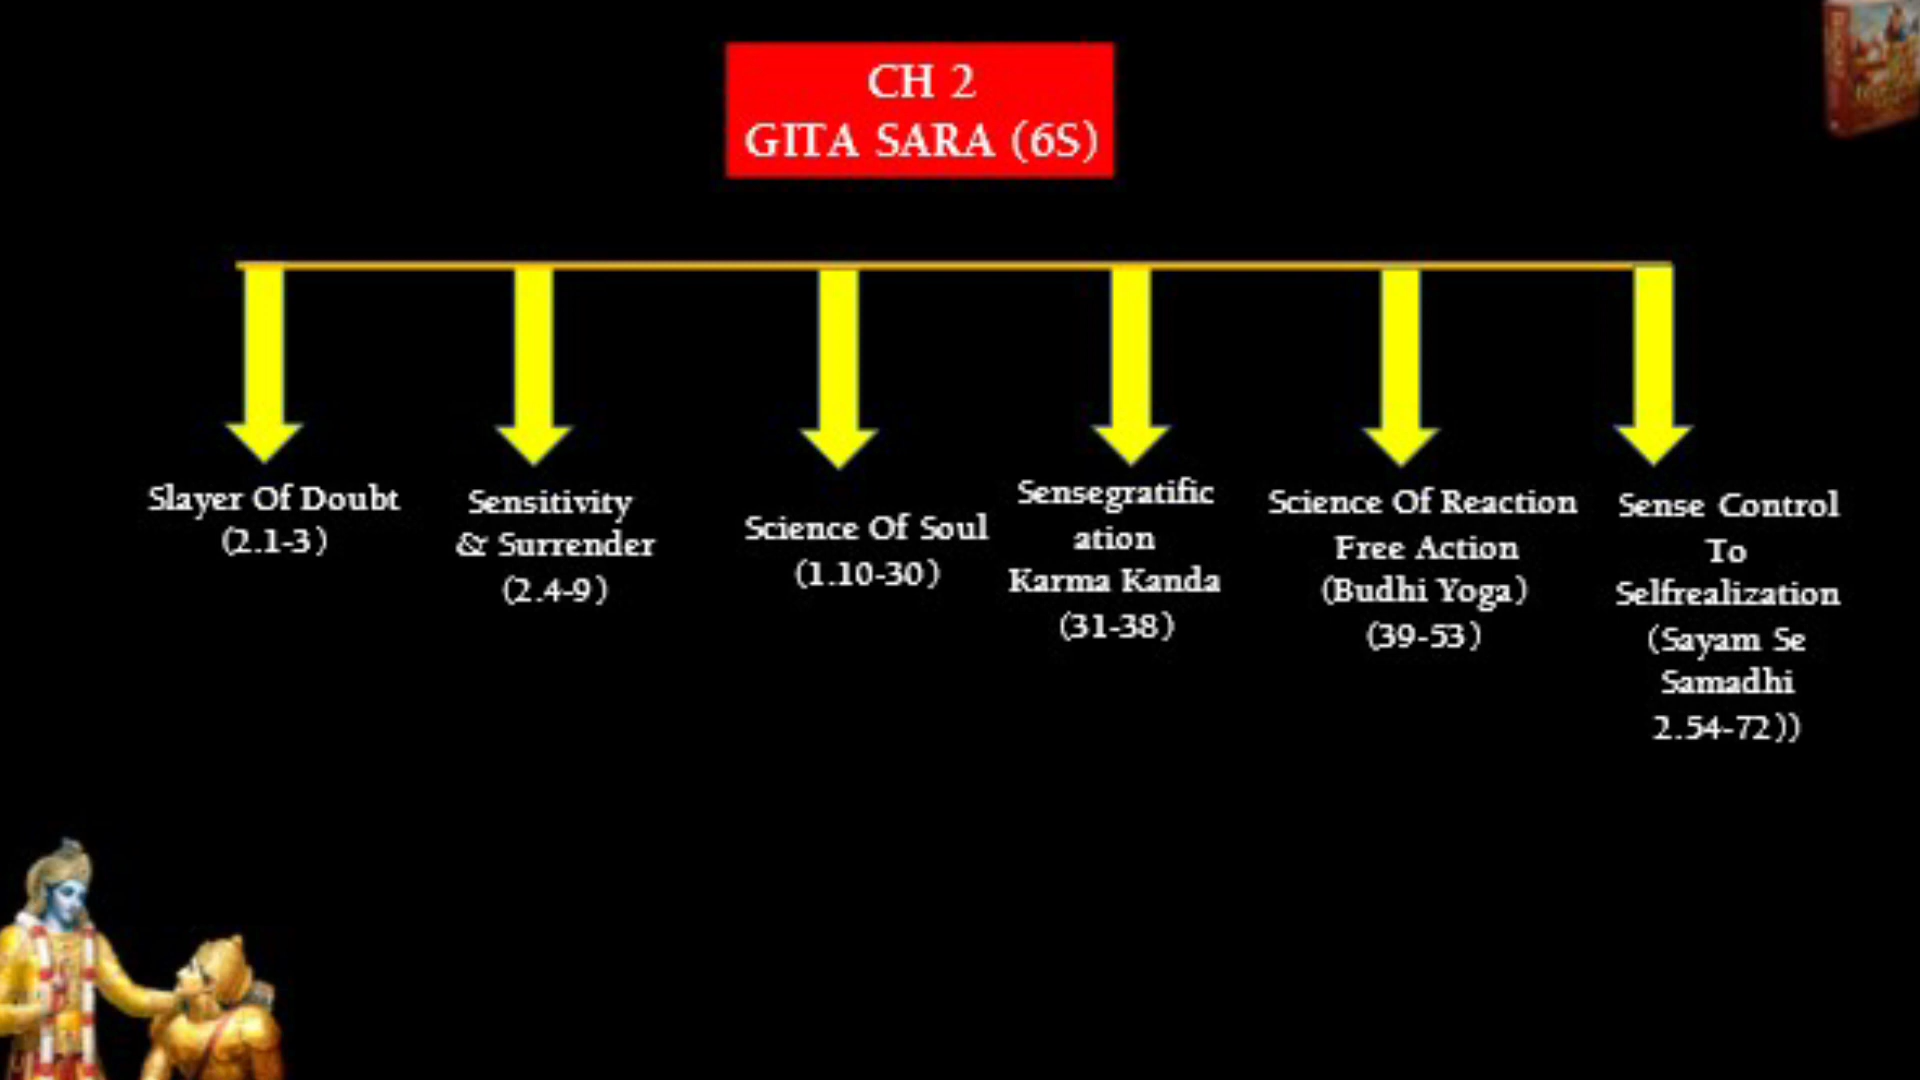 CH 2
GITA SARA (6S)
Slayer Of Doubt
(2.1-3)
Sensitivity
& Surrender
(2.4-9)
Science Of Soul
(1.10-30)
Sensegratific
ation
Karma Kanda
(31-38)
Science Of Reaction
Free Action
(Budhi Yoga)
(39-53)
Sense Control
To
Selfrealization
(Sayam Se
Samadhi
2.54-72))